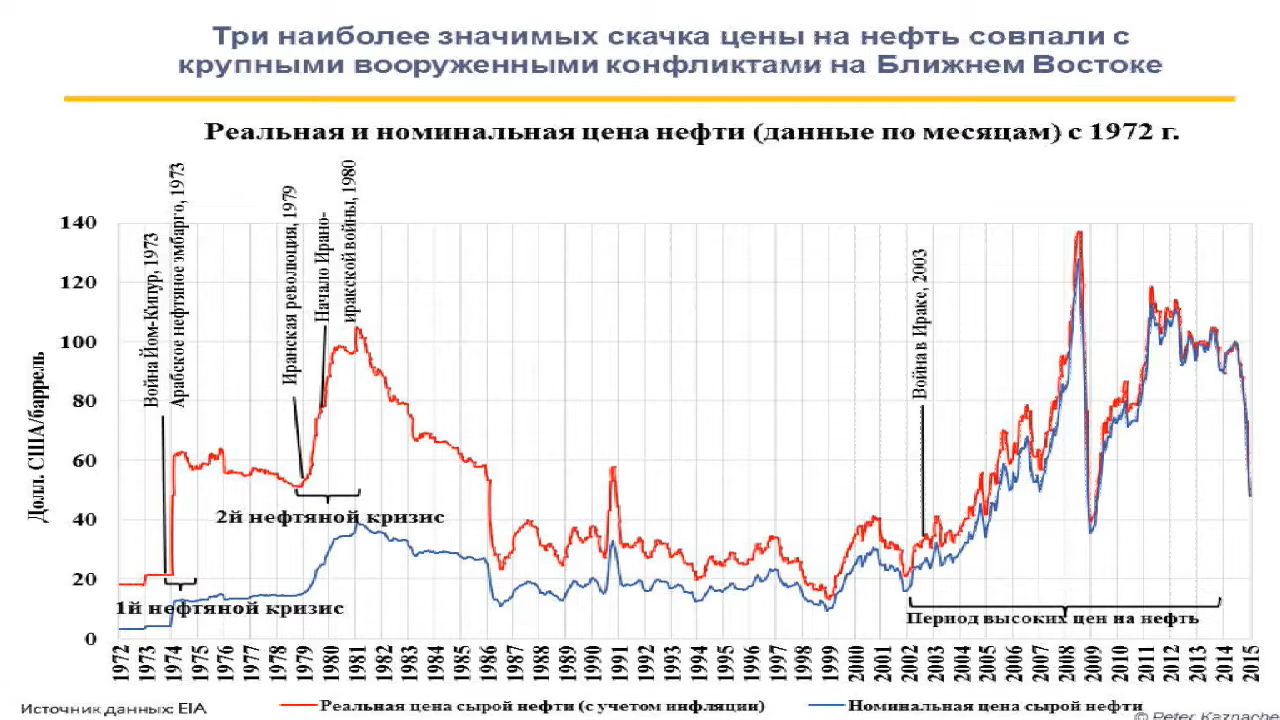 Три наиболее значимых скачка цены на нефть совпали с
крупными вооруженными конфликтами на Ближнем Востоке
Реальная и номинальная цена нефти (данные по месяцам) с 1972 г.
Долл. США/баррель
140
120
100
80
60
40
20
0
Война Йом-Кипур, 1973
Арабское нефтяное эмбарго, 1973
Иранская революция, 1979
Начало Ирано-
иракской войны, 1980
Война в Ираке, 2003
2й нефтяной кризис
1й нефтяной кризис
Период высоких цен на нефть
1972 1973 1974 1975 1976 1977 1978 1979 1980 1981 1982 1983 1984 1985 1986 1987 1988 1989 1990 1991 1992 1993 1994 1995 1996 1997 1998 1999 2000 2001 2002 2003 2004 2005 2006 2007 2008 2009 2010 2011 2012 2013 2014 2015
Источник данных: EIA
Реальная цена сырой нефти (с учетом инфляции)
Номинальная цена сырой нефти
© Peter Kaznache